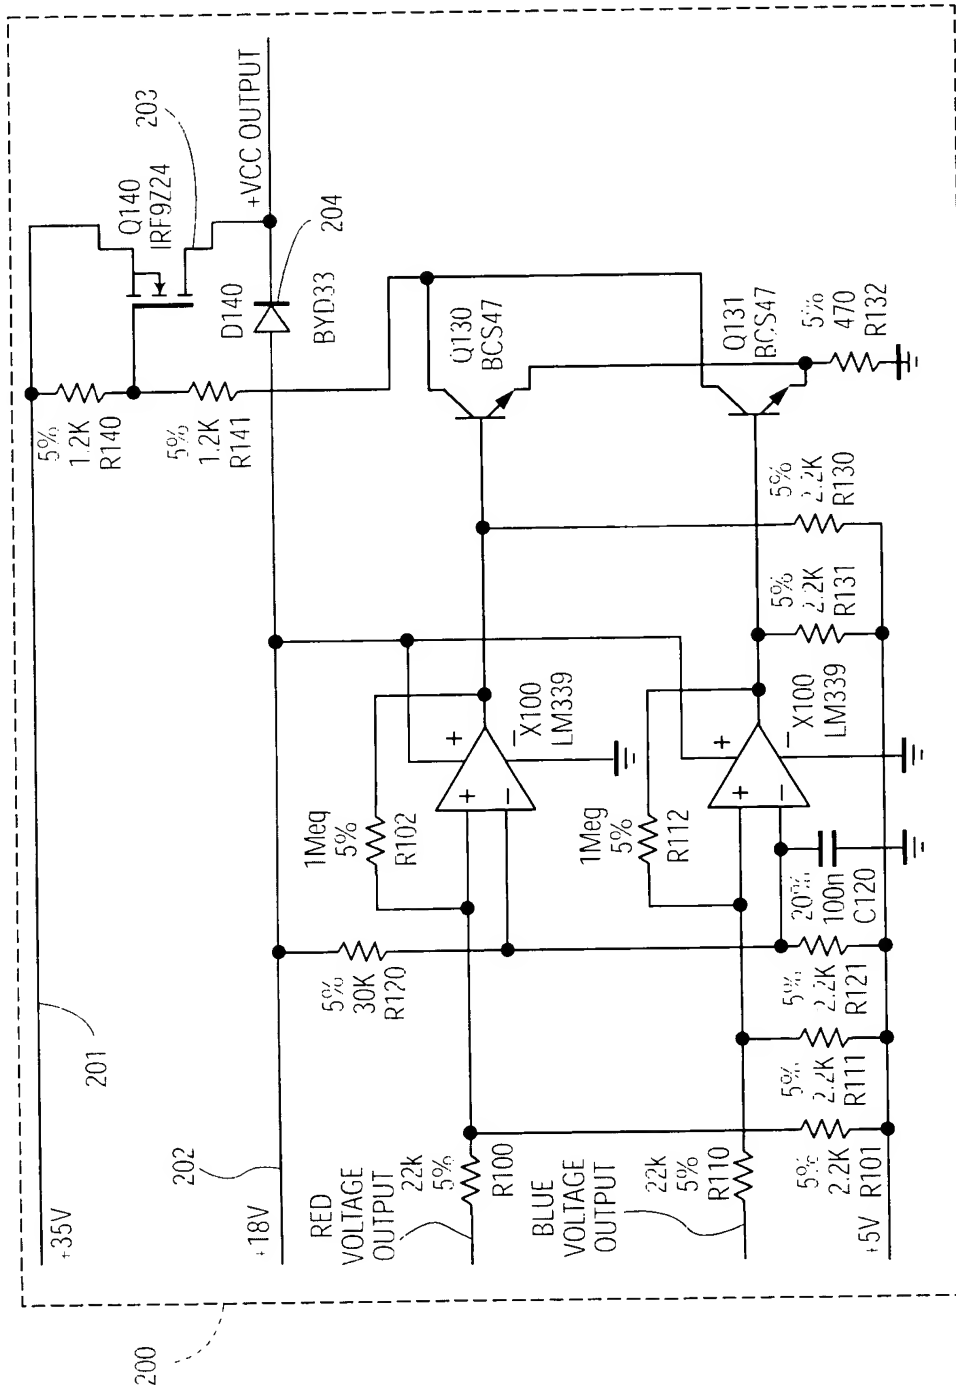 200
+35V
201
+18V
202
RED
VOLTAGE
OUTPUT
22k
5%
R100
BLUE
VOLTAGE
OUTPUT
22k
5%
R110
+5V
5%
2.2K
R101
5%
2.2K
R111
5%
2.2K
R121
5%
30K
R120
20%
100n
C120
1Meq
5%
R102
1Meg
5%
R112
+
−
+
−
X100
LM339
+
−
+
−
X100
LM339
5%
2.2K
R131
5%
2.2K
R130
5%
1.2K
R140
5%
1.2K
R141
Q130
BCS47
Q131
BCS47
5%
470
R132
D140
BYD33
204
Q140
IRF9Z24
203
+VCC OUTPUT